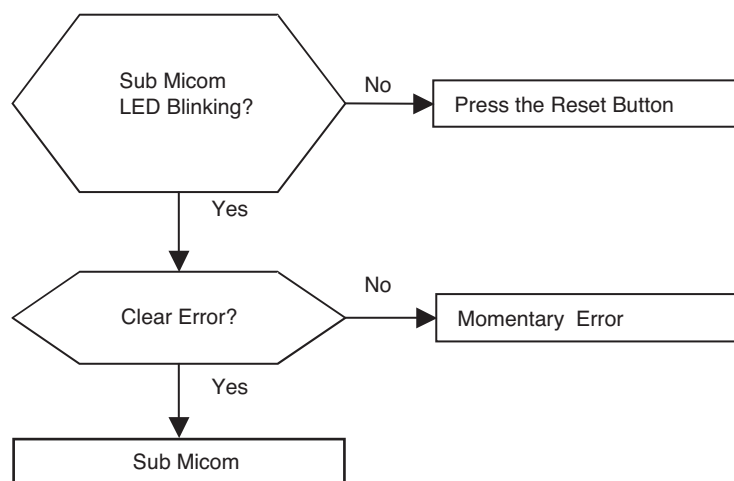 Sub Micom
LED Blinking?
No
Press the Reset Button
Yes
Clear Error?
No
Momentary Error
Yes
Sub Micom